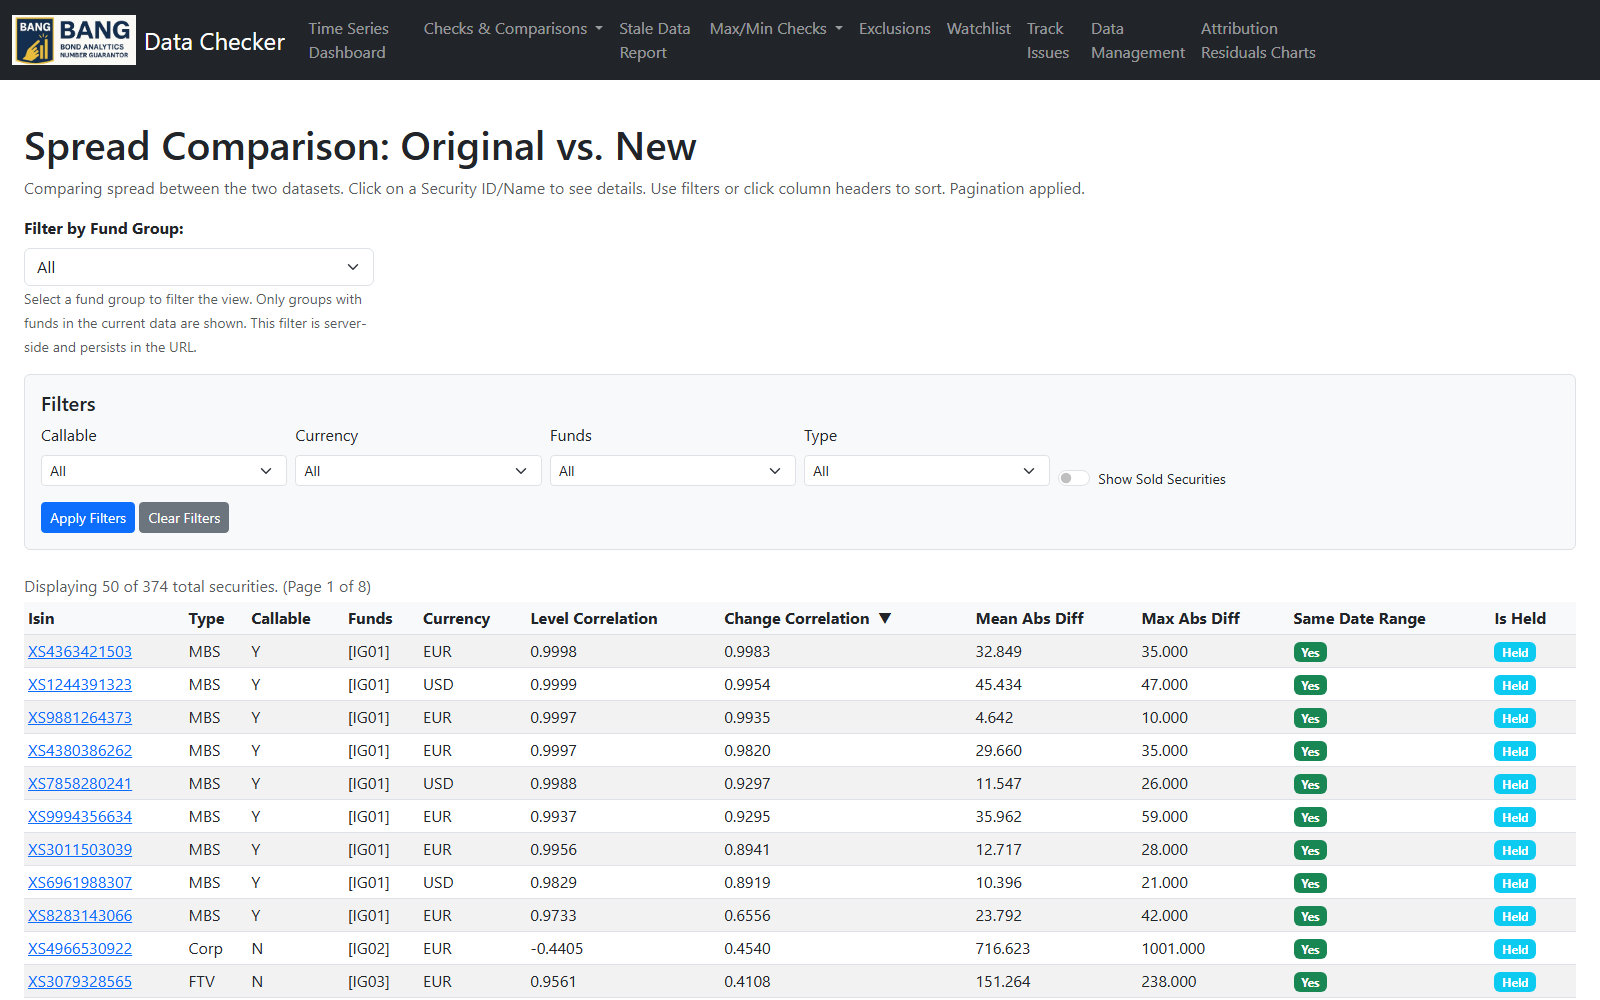 BANG
BANG
BOND ANALYTICS
NUMBER GUARANTOR
Data Checker
Time Series Dashboard
Checks & Comparisons
Stale Data Report
Max/Min Checks
Exclusions
Watchlist
Track Issues
Data Management
Attribution Residuals Charts
Spread Comparison: Original vs. New
Comparing spread between the two datasets. Click on a Security ID/Name to see details. Use filters or click column headers to sort. Pagination applied.
Filter by Fund Group:
All
Select a fund group to filter the view. Only groups with
funds in the current data are shown. This filter is server-
side and persists in the URL.
Filters
Callable Currency Funds Type
All All All All Show Sold Securities
Apply Filters Clear Filters
Displaying 50 of 374 total securities. (Page 1 of 8)
Isin Type Callable Funds Currency Level Correlation Change Correlation ▼ Mean Abs Diff Max Abs Diff Same Date Range Is Held
XS4363421503 MBS Y [IG01] EUR 0.9998 0.9983 32.849 35.000 Yes Held
XS1244391323 MBS Y [IG01] USD 0.9999 0.9954 45.434 47.000 Yes Held
XS9881264373 MBS Y [IG01] EUR 0.9997 0.9935 4.642 10.000 Yes Held
XS4380386262 MBS Y [IG01] EUR 0.9997 0.9820 29.660 35.000 Yes Held
XS7858280241 MBS Y [IG01] USD 0.9988 0.9297 11.547 26.000 Yes Held
XS9994356634 MBS Y [IG01] EUR 0.9937 0.9295 35.962 59.000 Yes Held
XS3011503039 MBS Y [IG01] EUR 0.9956 0.8941 12.717 28.000 Yes Held
XS6961988307 MBS Y [IG01] USD 0.9829 0.8919 10.396 21.000 Yes Held
XS8283143066 MBS Y [IG01] EUR 0.9733 0.6556 23.792 42.000 Yes Held
XS4966530922 Corp N [IG02] EUR -0.4405 0.4540 716.623 1001.000 Yes Held
XS3079328565 FTV N [IG03] EUR 0.9561 0.4108 151.264 238.000 Yes Held